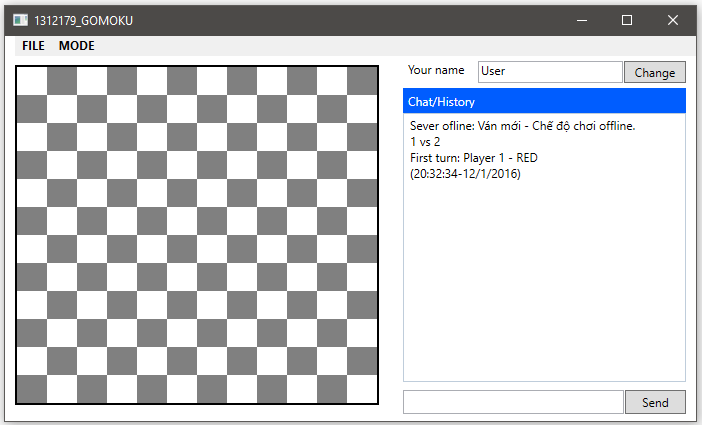 1312179_GOMOKU
FILE MODE
Your name User Change
Chat/History
Sever ofline: Ván mới - Chế độ chơi offline.
1 vs 2
First turn: Player 1 - RED
(20:32:34-12/1/2016)
Send